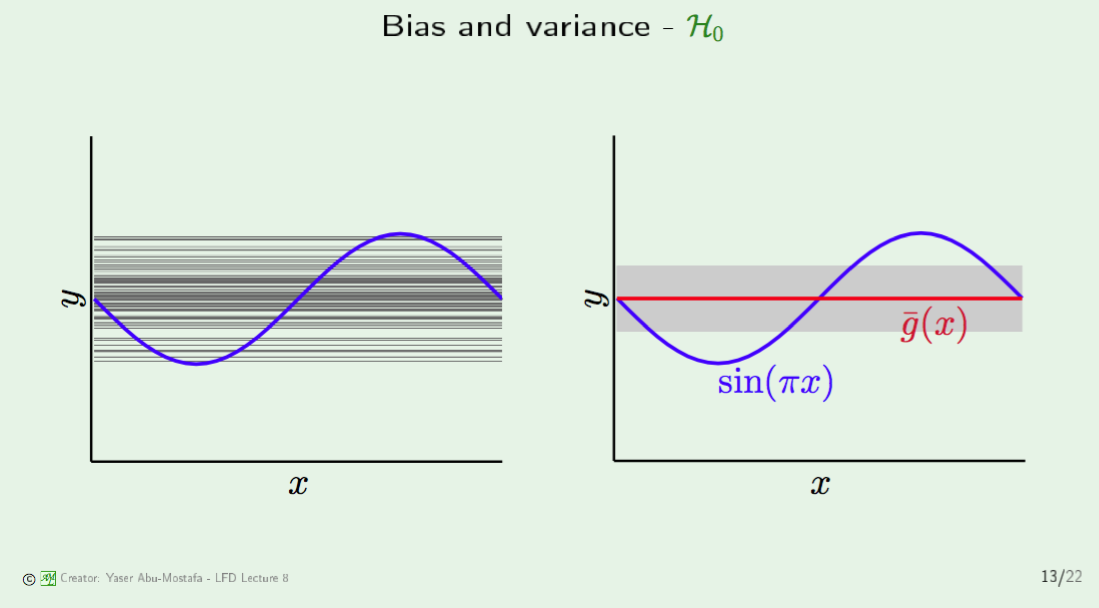 Bias and variance - ℋ₀
y
x
y
ḡ(x)
sin(πx)
x
© Creator: Yaser Abu-Mostafa - LFD Lecture 8
13/22